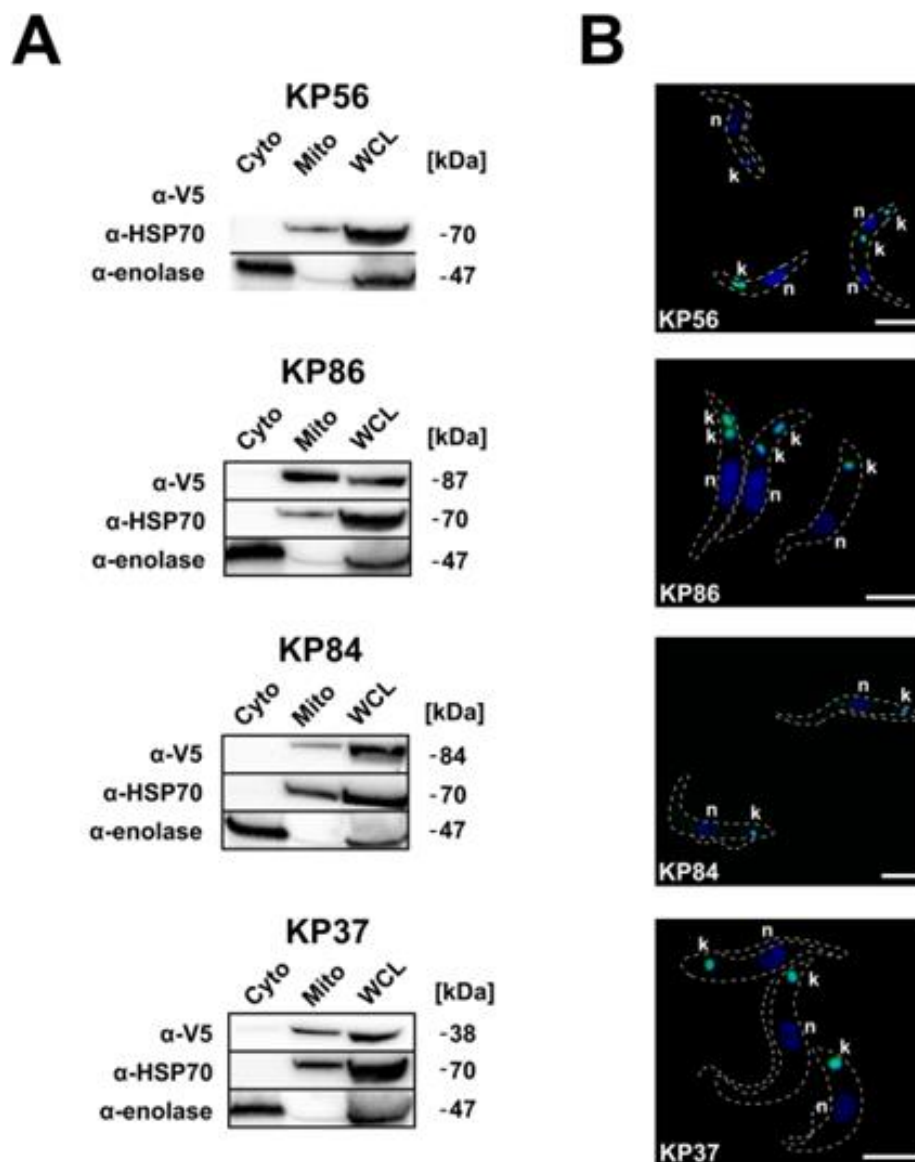 A
KP56
Cyto Mito WCL [kDa]
α-V5
α-HSP70 -70
α-enolase -47
KP86
Cyto Mito WCL [kDa]
α-V5 -87
α-HSP70 -70
α-enolase -47
KP84
Cyto Mito WCL [kDa]
α-V5 -84
α-HSP70 -70
α-enolase -47
KP37
Cyto Mito WCL [kDa]
α-V5 -38
α-HSP70 -70
α-enolase -47
B
n
k
n
k
k
k
n
n
KP56
k
k
k
k
k
n
n
n
KP86
n
k
n
k
KP84
n
k
k
n
k
n
KP37